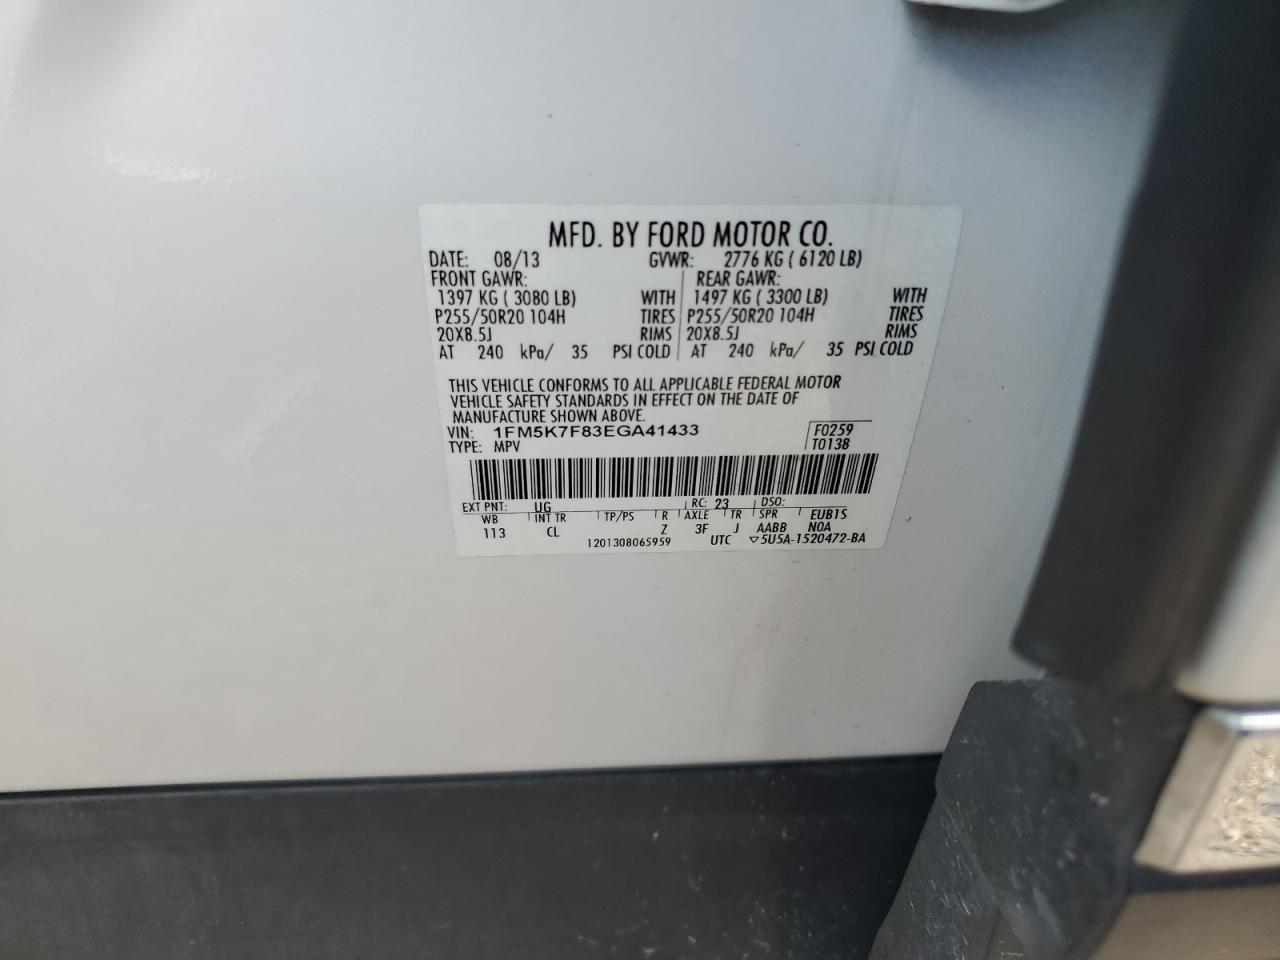 MFD. BY FORD MOTOR CO.
DATE: 08/13 GVWR: 2776 KG ( 6120 LB)
FRONT GAWR: REAR GAWR:
1397 KG ( 3080 LB) WITH 1497 KG ( 3300 LB) WITH
P255/50R20 104H TIRES P255/50R20 104H TIRES
20X8.5J RIMS 20X8.5J RIMS
AT 240 kPa/ 35 PSI COLD AT 240 kPa/ 35 PSI COLD
THIS VEHICLE CONFORMS TO ALL APPLICABLE FEDERAL MOTOR
VEHICLE SAFETY STANDARDS IN EFFECT ON THE DATE OF
MANUFACTURE SHOWN ABOVE.
VIN: 1FM5K7F83EGA41433 F0259
TYPE: MPV T0138
EXT PNT: UG RC: 23 DSO:
WB INT TR TP/PS R AXLE TR SPR EUB1S
113 CL Z 3F J AABB N0A
1201308065959 UTC ▽5U5A-1520472-BA